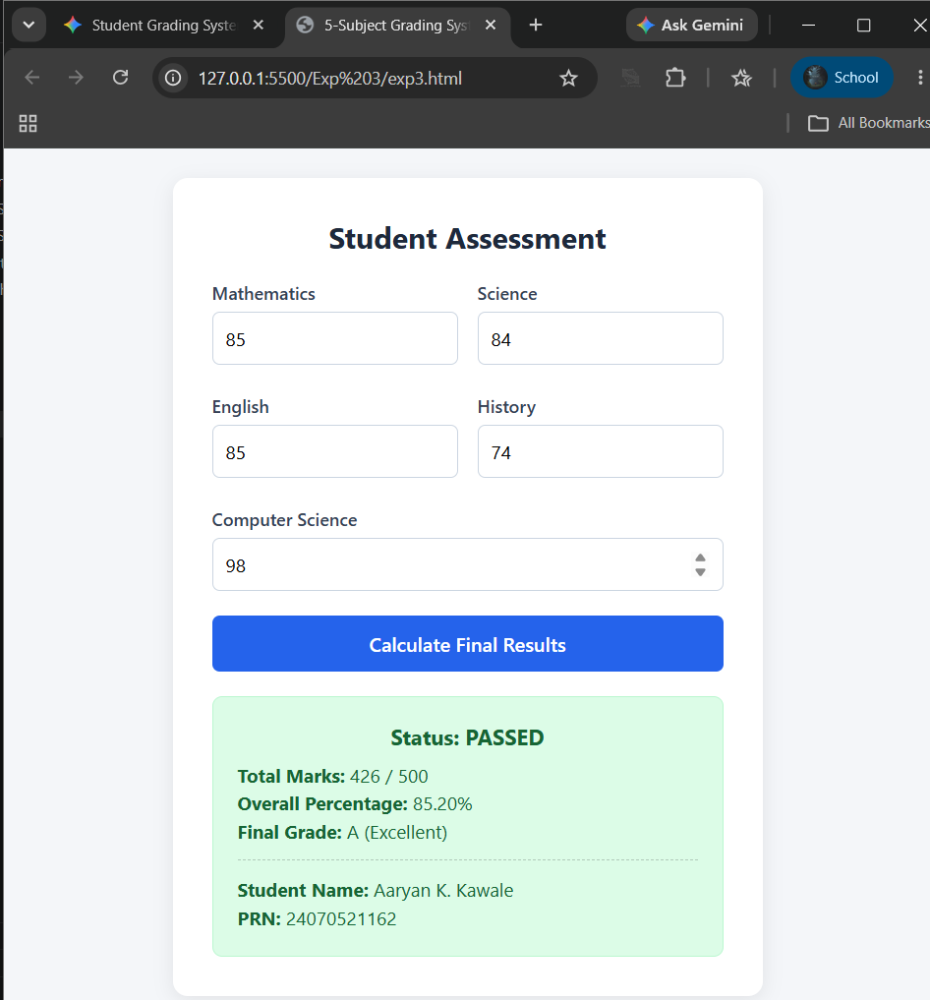 Student Grading Syste
5-Subject Grading Sys
Ask Gemini
127.0.0.1:5500/Exp%203/exp3.html
School
All Bookmarks
Student Assessment
Mathematics
Science
85
84
English
History
85
74
Computer Science
98
Calculate Final Results
Status: PASSED
Total Marks: 426 / 500
Overall Percentage: 85.20%
Final Grade: A (Excellent)
Student Name: Aaryan K. Kawale
PRN: 24070521162